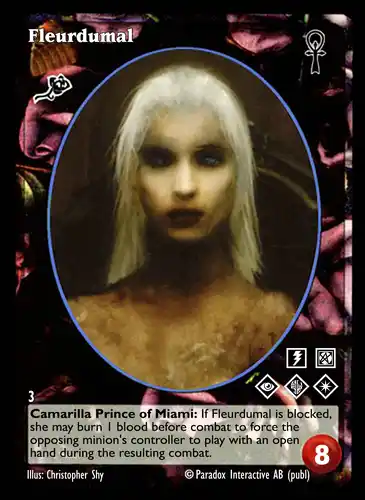 Fleurdumal
3
Camarilla Prince of Miami: If Fleurdumal is blocked,
she may burn 1 blood before combat to force the
opposing minion's controller to play with an open
hand during the resulting combat.
8
Illus: Christopher Shy © Paradox Interactive AB (publ)